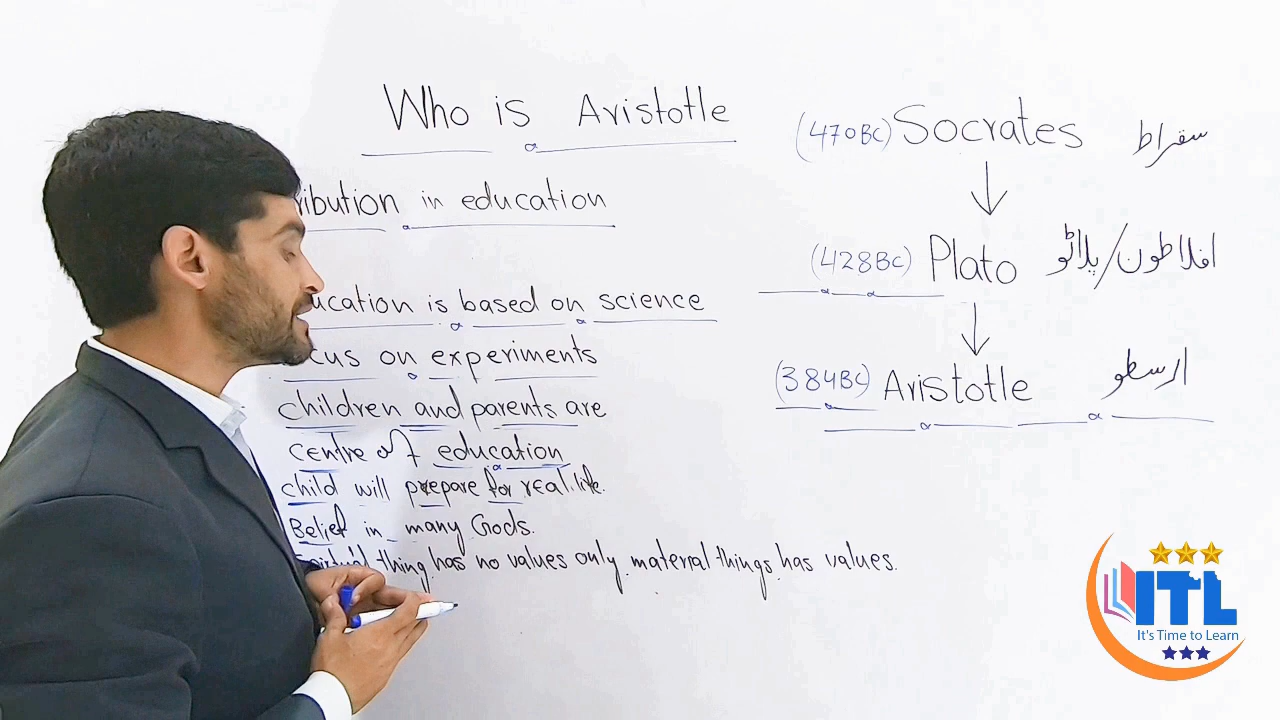 Who is Aristotle
ribution in education
ucation is based on science
cus on experiments
children and parents are
centre of education
child will prepare for real life.
Belief in many Gods.
thing has no values only material things has values.
(470BC) Socrates سقراط
(428BC) Plato افلاطون/پلاٹو
(384BC) Aristotle ارسطو
ITL
It's Time to Learn